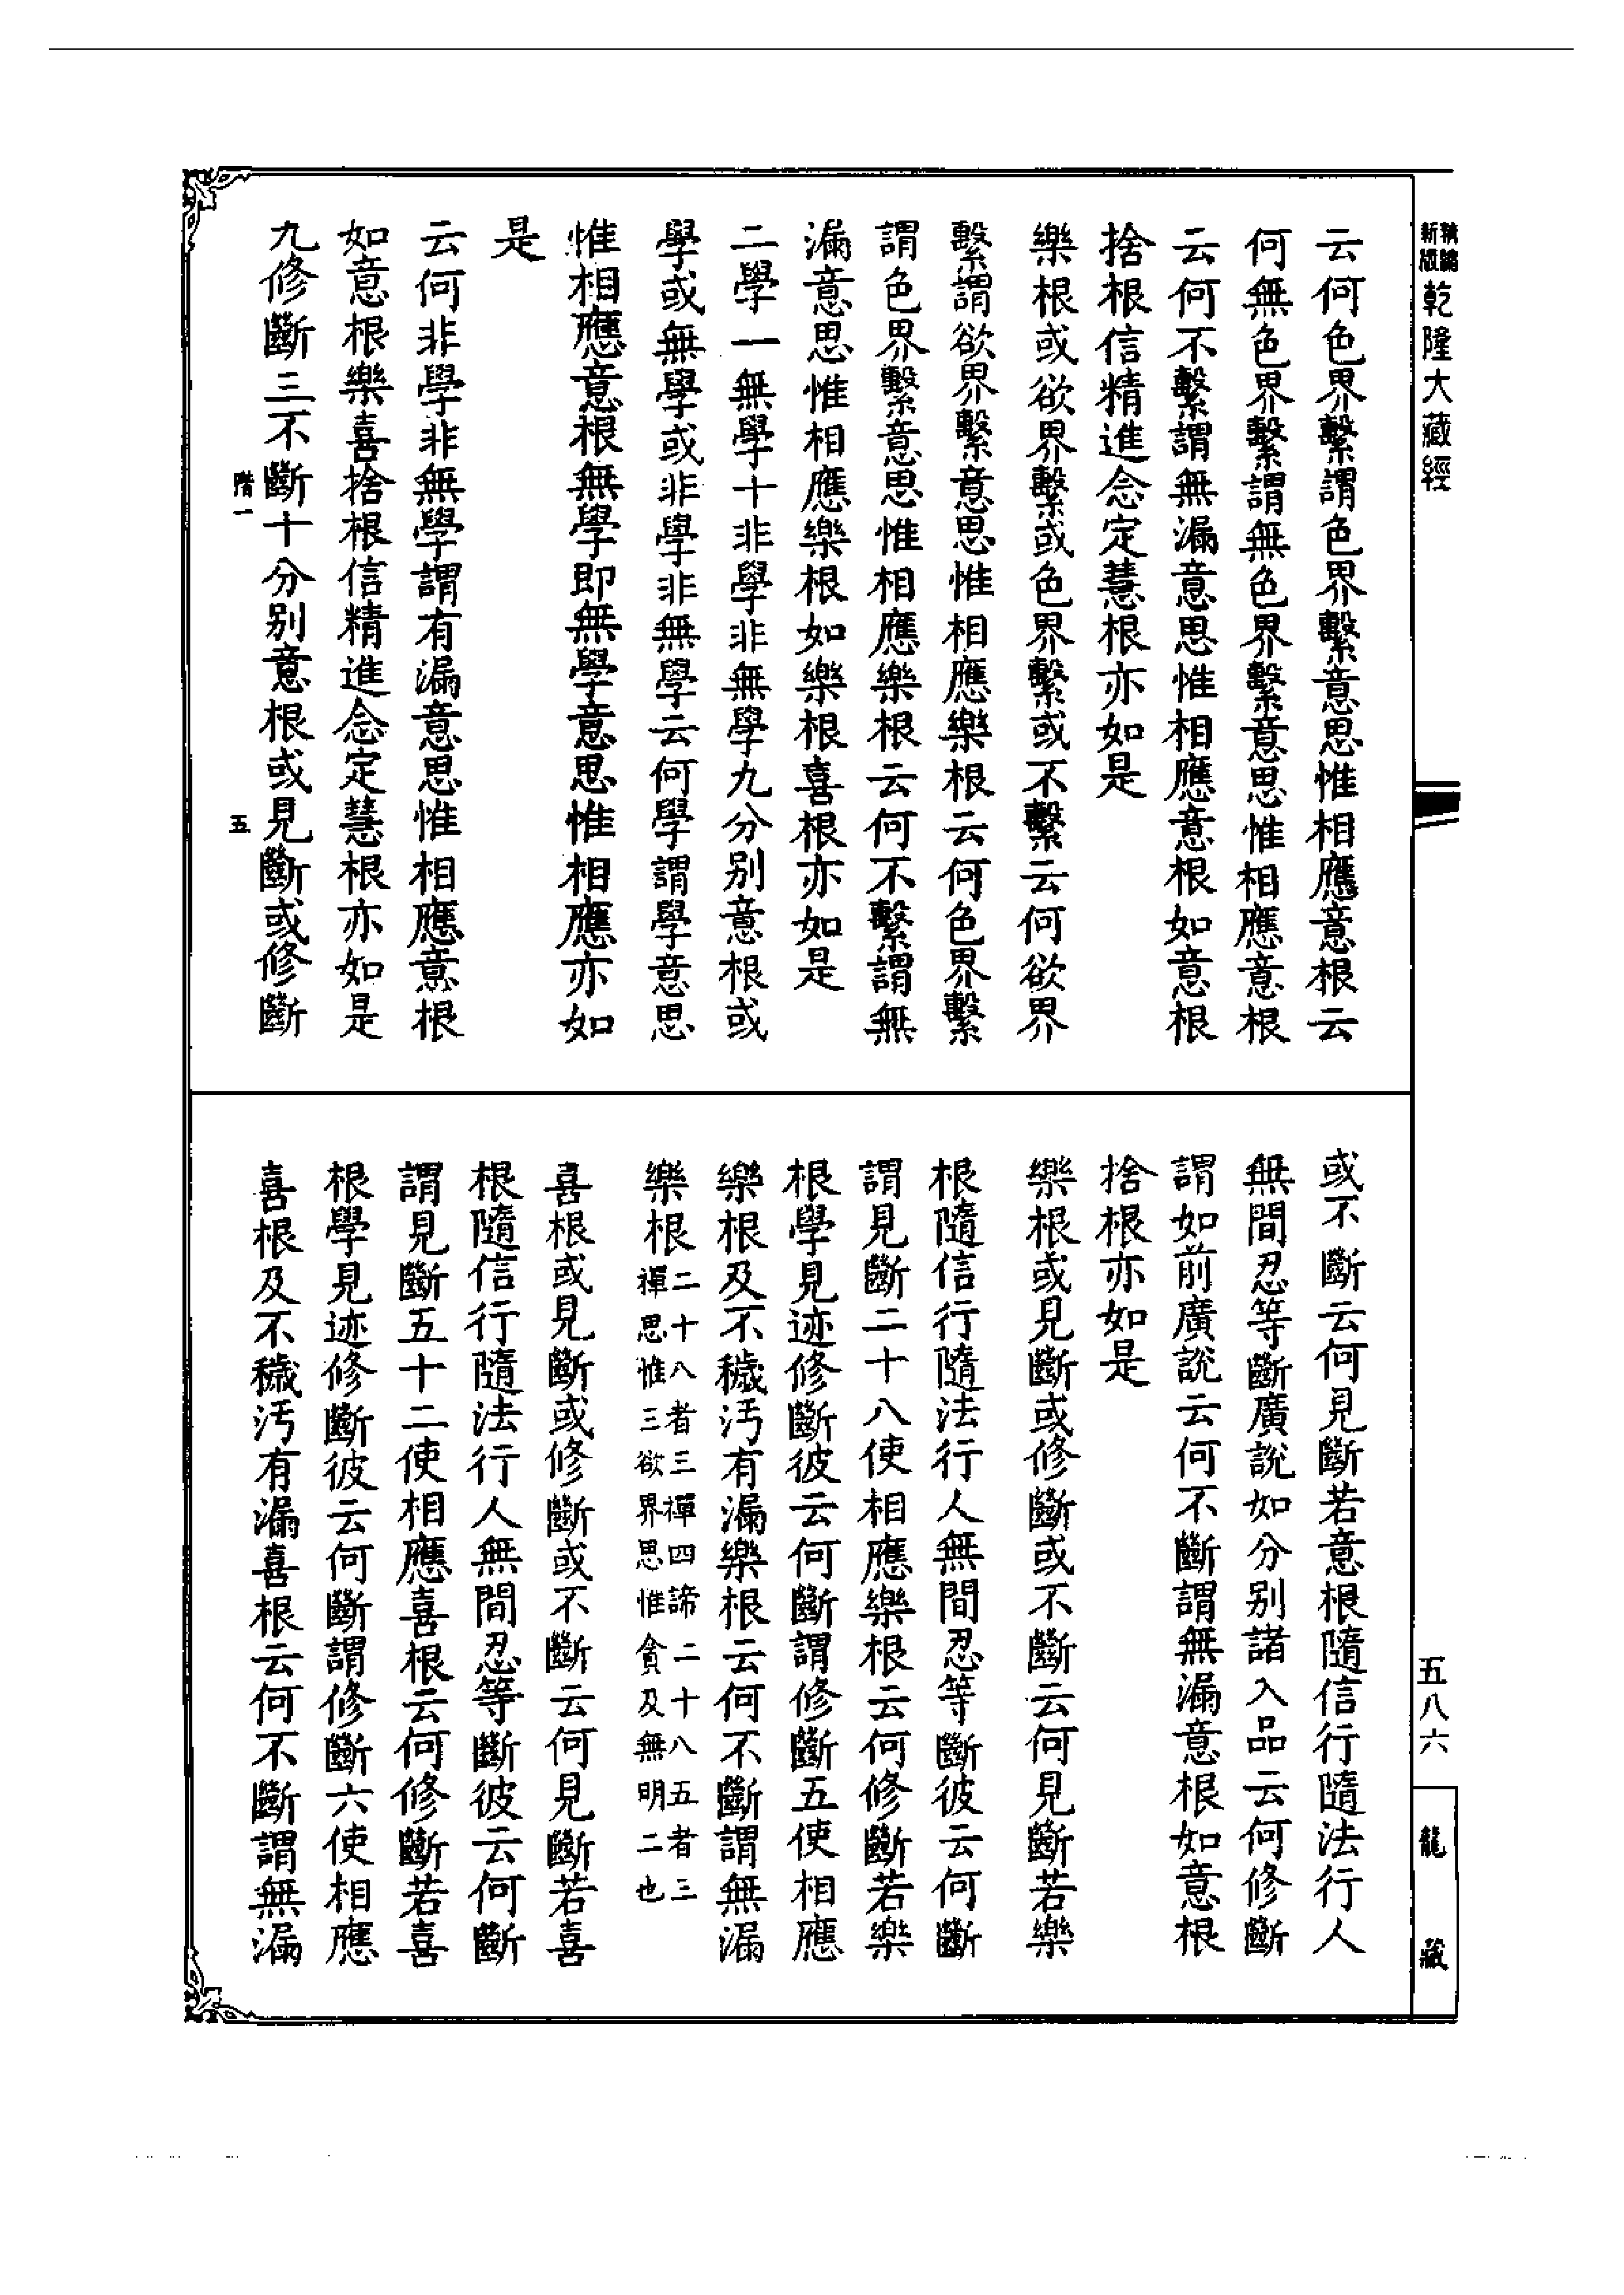 精編
新版
乾隆大藏經
五八六
龍藏
云何色界繫謂色界繫意思惟相應意根云
何無色界繫謂無色界繫意思惟相應意根
云何不繫謂無漏意思惟相應意根如意根
捨根信精進念定慧根亦如是
樂根或欲界繫或色界繫或不繫云何欲界
繫謂欲界繫意思惟相應樂根云何色界繫
謂色界繫意思惟相應樂根云何不繫謂無
漏意思惟相應樂根如樂根喜根亦如是
二學一無學十非學非無學九分別意根或
學或無學或非學非無學云何學謂學意思
惟相應意根無學即無學意思惟相應亦如
是
云何非學非無學謂有漏意思惟相應意根
如意根樂喜捨根信精進念定慧根亦如是
九修斷三不斷十分別意根或見斷或修斷
階一
五
或不斷云何見斷若意根隨信行隨法行人
無間忍等斷廣說如分別諸入品云何修斷
謂如前廣說云何不斷謂無漏意根如意根
捨根亦如是
樂根或見斷或修斷或不斷云何見斷若樂
根隨信行隨法行人無間忍等斷彼云何斷
謂見斷二十八使相應樂根云何修斷若樂
根學見迹修斷彼云何斷謂修斷五使相應
樂根及不穢汚有漏樂根云何不斷謂無漏
樂根二十八者三禪四諦二十八五者三
禪思惟三欲界思惟貪及無明二也
喜根或見斷或修斷或不斷云何見斷若喜
根隨信行隨法行人無間忍等斷彼云何斷
謂見斷五十二使相應喜根云何修斷若喜
根學見迹修斷彼云何斷謂修斷六使相應
喜根及不穢汚有漏喜根云何不斷謂無漏